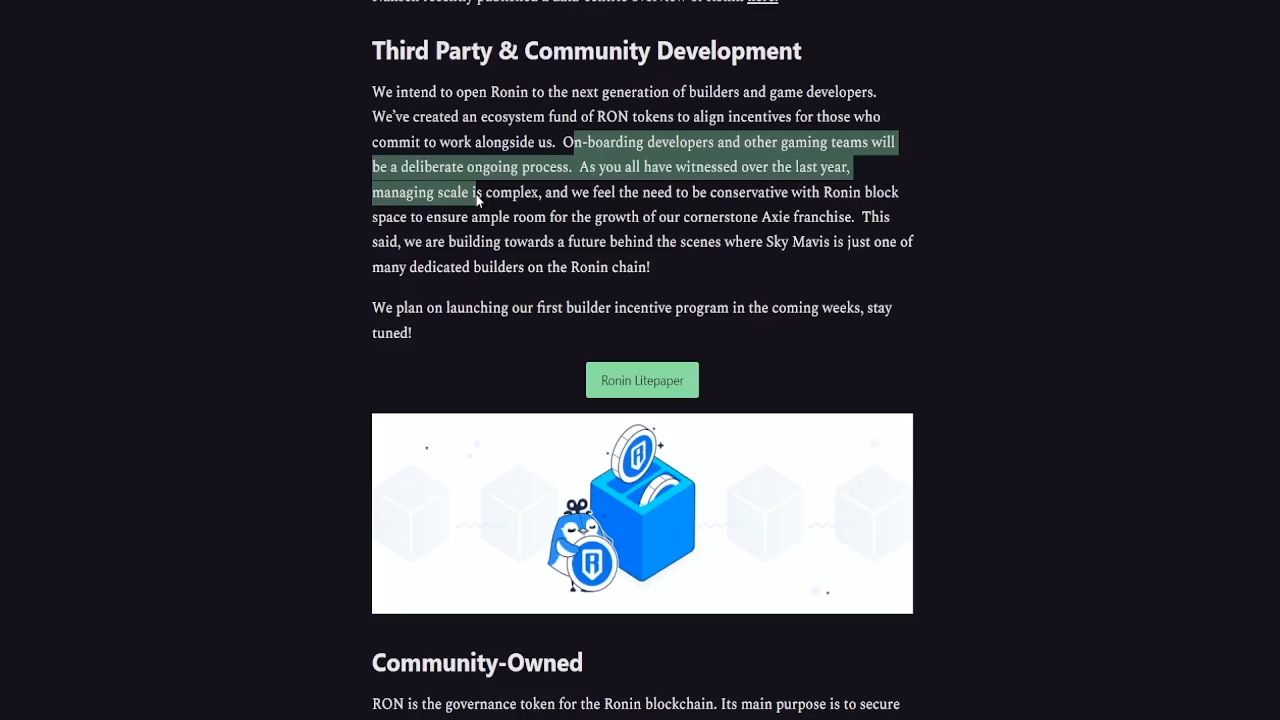 Third Party & Community Development
We intend to open Ronin to the next generation of builders and game developers.
We've created an ecosystem fund of RON tokens to align incentives for those who
commit to work alongside us.  On-boarding developers and other gaming teams will
be a deliberate ongoing process.  As you all have witnessed over the last year,
managing scale is complex, and we feel the need to be conservative with Ronin block
space to ensure ample room for the growth of our cornerstone Axie franchise.  This
said, we are building towards a future behind the scenes where Sky Mavis is just one of
many dedicated builders on the Ronin chain!
We plan on launching our first builder incentive program in the coming weeks, stay
tuned!
Ronin Litepaper
Community-Owned
RON is the governance token for the Ronin blockchain. Its main purpose is to secure